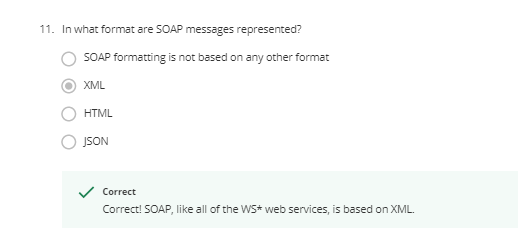 11. In what format are SOAP messages represented?
SOAP formatting is not based on any other format
XML
HTML
JSON
Correct
Correct! SOAP, like all of the WS* web services, is based on XML.